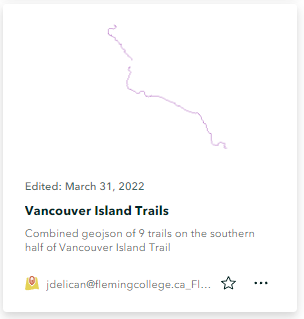 Edited: March 31, 2022
Vancouver Island Trails
Combined geojson of 9 trails on the southern
half of Vancouver Island Trail
jdelican@flemingcollege.ca_Fl...